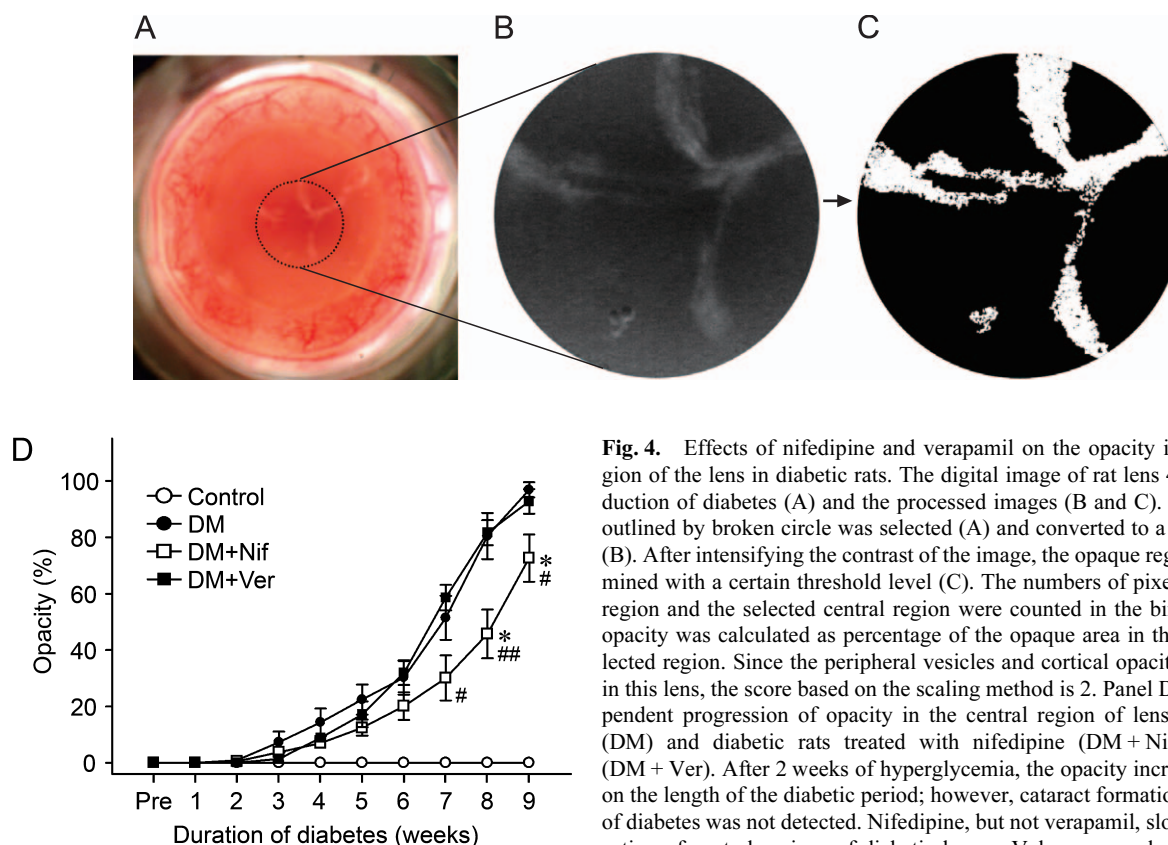 A
B
C
D
100
80
60
40
20
0
Opacity (%)
Control
DM
DM+Nif
DM+Ver
*
#
*
##
#
Pre 1 2 3 4 5 6 7 8 9
Duration of diabetes (weeks)
Fig. 4. Effects of nifedipine and verapamil on the opacity i
gion of the lens in diabetic rats. The digital image of rat lens
duction of diabetes (A) and the processed images (B and C).
outlined by broken circle was selected (A) and converted to a
(B). After intensifying the contrast of the image, the opaque reg
mined with a certain threshold level (C). The numbers of pixe
region and the selected central region were counted in the bi
opacity was calculated as percentage of the opaque area in th
lected region. Since the peripheral vesicles and cortical opacit
in this lens, the score based on the scaling method is 2. Panel D
pendent progression of opacity in the central region of lens
(DM) and diabetic rats treated with nifedipine (DM + Ni
(DM + Ver). After 2 weeks of hyperglycemia, the opacity incr
on the length of the diabetic period; however, cataract formatio
of diabetes was not detected. Nifedipine, but not verapamil, slo